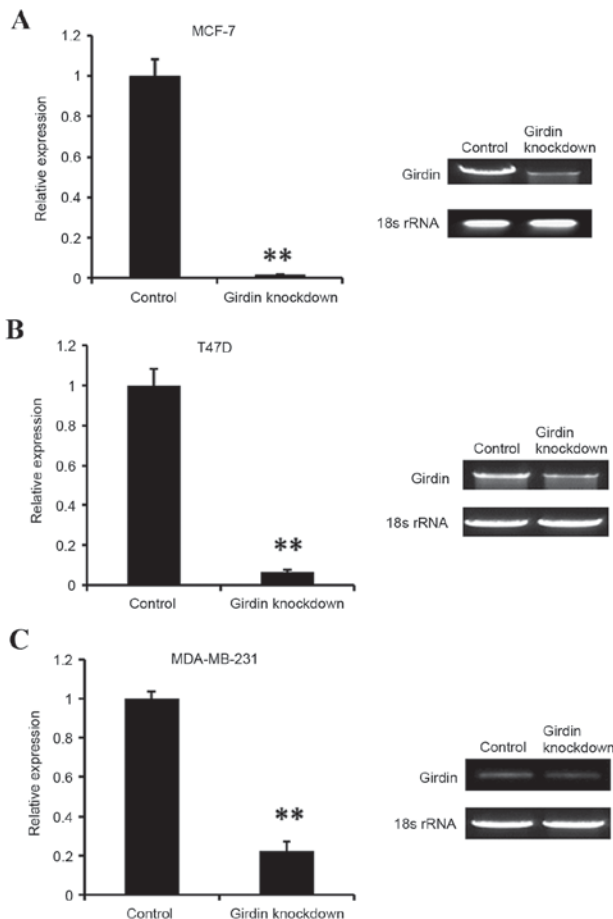 A
MCF-7
1.2
1
0.8
0.6
0.4
0.2
0
Relative expression
**
Control
Girdin knockdown
Control
Girdin
knockdown
Girdin
18s rRNA
B
T47D
1.2
1
0.8
0.6
0.4
0.2
0
Relative expression
**
Control
Girdin knockdown
Control
Girdin
knockdown
Girdin
18s rRNA
C
MDA-MB-231
1.2
1
0.8
0.6
0.4
0.2
0
Relative expression
**
Control
Girdin knockdown
Control
Girdin
knockdown
Girdin
18s rRNA